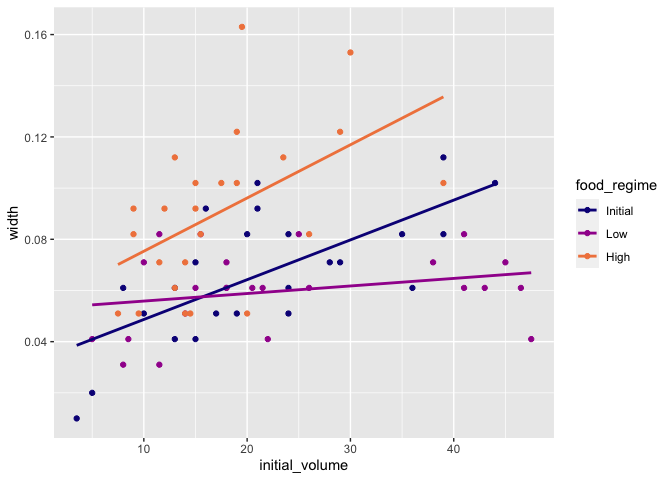 0.16
0.12
0.08
0.04
width
10
20
30
40
initial_volume
food_regime
Initial
Low
High